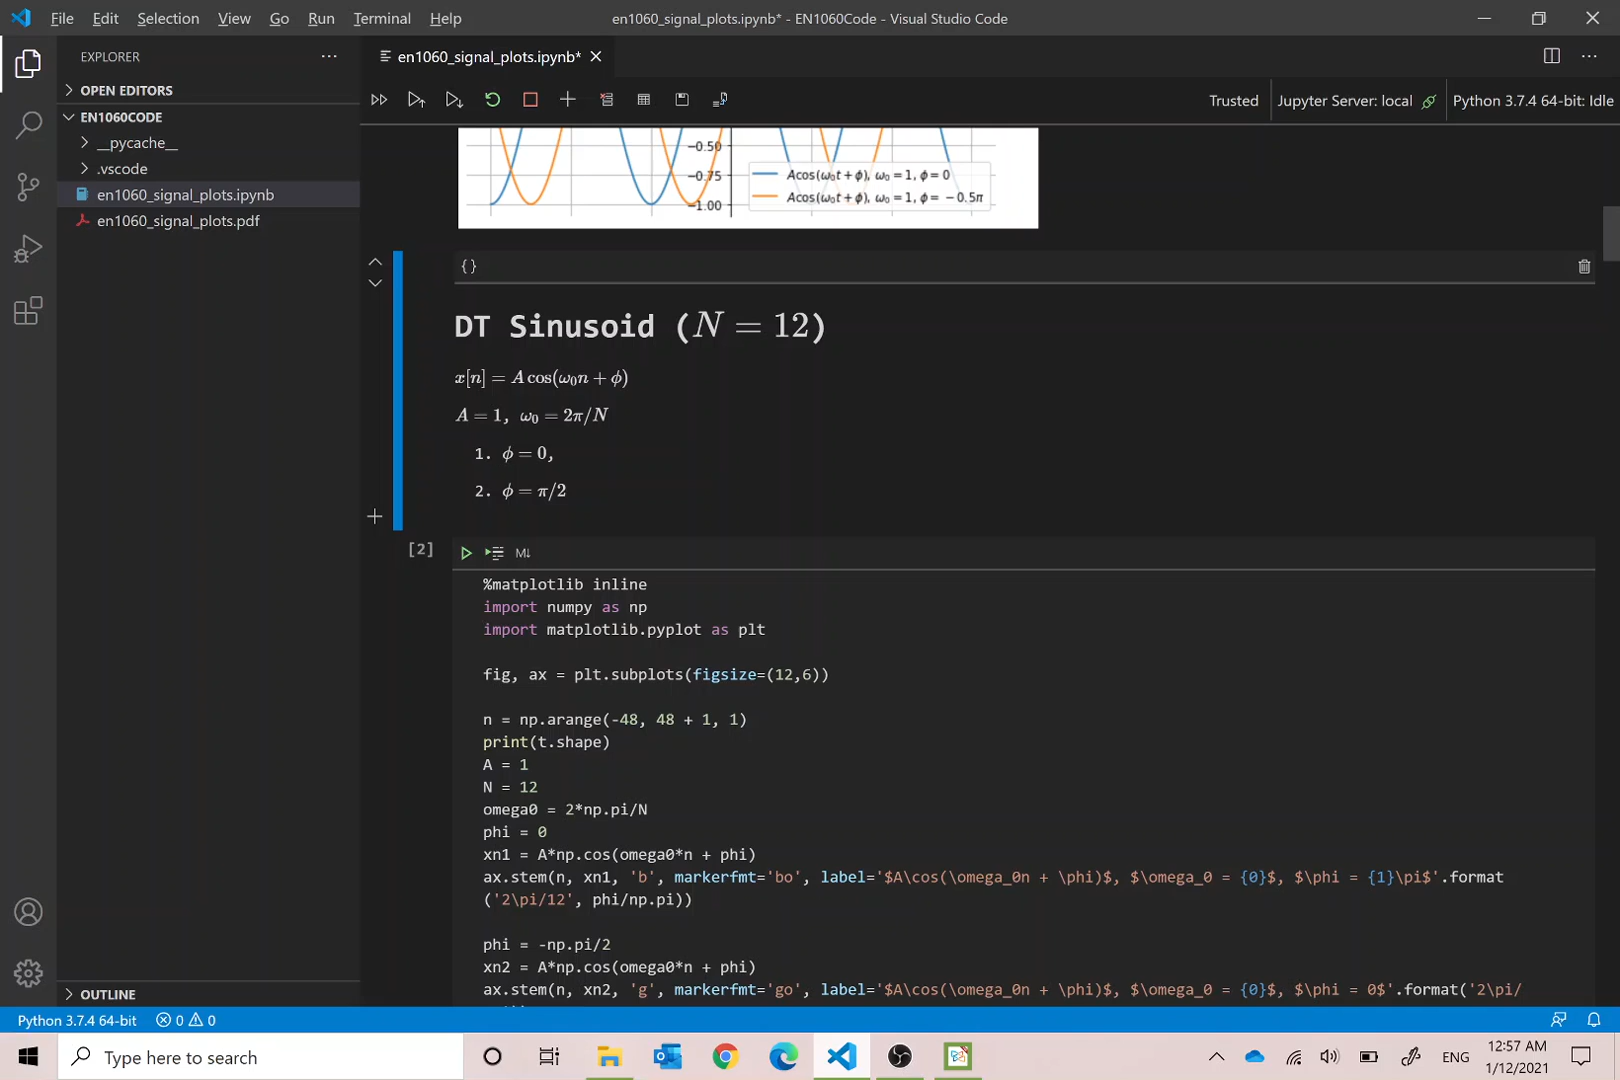 File Edit Selection View Go Run Terminal Help
en1060_signal_plots.ipynb* - EN1060Code - Visual Studio Code
EXPLORER
en1060_signal_plots.ipynb*
OPEN EDITORS
EN1060CODE
__pycache__
.vscode
en1060_signal_plots.ipynb
en1060_signal_plots.pdf
OUTLINE
Trusted
Jupyter Server: local
Python 3.7.4 64-bit: Idle
−0.50
−0.75
−1.00
Acos(ω₀t + ϕ), ω₀ = 1, ϕ = 0
Acos(ω₀t + ϕ), ω₀ = 1, ϕ = −0.5π
{}
DT Sinusoid (N = 12)
x[n] = A cos(ω₀n + ϕ)
A = 1, ω₀ = 2π/N
1. ϕ = 0,
2. ϕ = π/2
[2]
M↓
%matplotlib inline
import numpy as np
import matplotlib.pyplot as plt
fig, ax = plt.subplots(figsize=(12,6))
n = np.arange(-48, 48 + 1, 1)
print(t.shape)
A = 1
N = 12
omega0 = 2*np.pi/N
phi = 0
xn1 = A*np.cos(omega0*n + phi)
ax.stem(n, xn1, 'b', markerfmt='bo', label='$A\cos(\omega_0n + \phi)$, $\omega_0 = {0}$, $\phi = {1}\pi$'.format
('2\pi/12', phi/np.pi))
phi = -np.pi/2
xn2 = A*np.cos(omega0*n + phi)
ax.stem(n, xn2, 'g', markerfmt='go', label='$A\cos(\omega_0n + \phi)$, $\omega_0 = {0}$, $\phi = 0$'.format('2\pi/
Python 3.7.4 64-bit
0
0
Type here to search
ENG
12:57 AM
1/12/2021